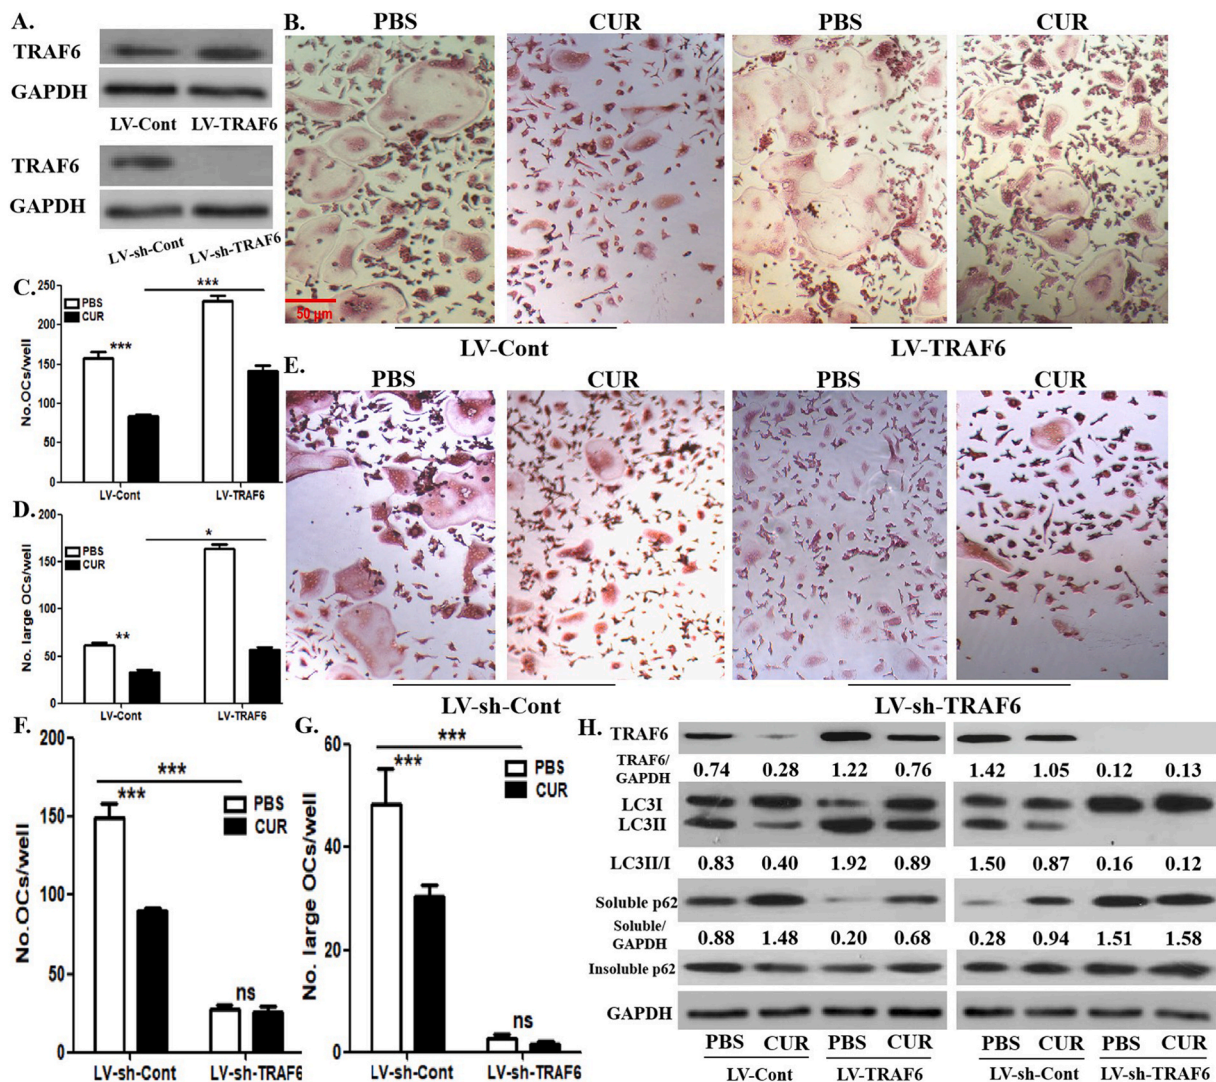 A.
TRAF6
GAPDH
LV-Cont LV-TRAF6
TRAF6
GAPDH
LV-sh-Cont LV-sh-TRAF6
B.
PBS CUR PBS CUR
50 μm
LV-Cont LV-TRAF6
C.
No.OCs/well
250
200
150
100
50
0
PBS
CUR
***
***
LV-Cont LV-TRAF6
D.
No. large OCs/well
200
150
100
50
0
PBS
CUR
**
*
LV-Cont LV-TRAF6
E.
PBS CUR PBS CUR
LV-sh-Cont LV-sh-TRAF6
F.
No.OCs/well
200
150
100
50
0
***
***
PBS
CUR
ns
LV-sh-Cont LV-sh-TRAF6
G.
No. large OCs/well
60
40
20
0
***
***
PBS
CUR
ns
LV-sh-Cont LV-sh-TRAF6
H.
TRAF6
TRAF6/
GAPDH
0.74 0.28 1.22 0.76 1.42 1.05 0.12 0.13
LC3I
LC3II
LC3II/I 0.83 0.40 1.92 0.89 1.50 0.87 0.16 0.12
Soluble p62
Soluble/
GAPDH
0.88 1.48 0.20 0.68 0.28 0.94 1.51 1.58
Insoluble p62
GAPDH
PBS CUR PBS CUR PBS CUR PBS CUR
LV-Cont LV-TRAF6 LV-sh-Cont LV-sh-TRAF6